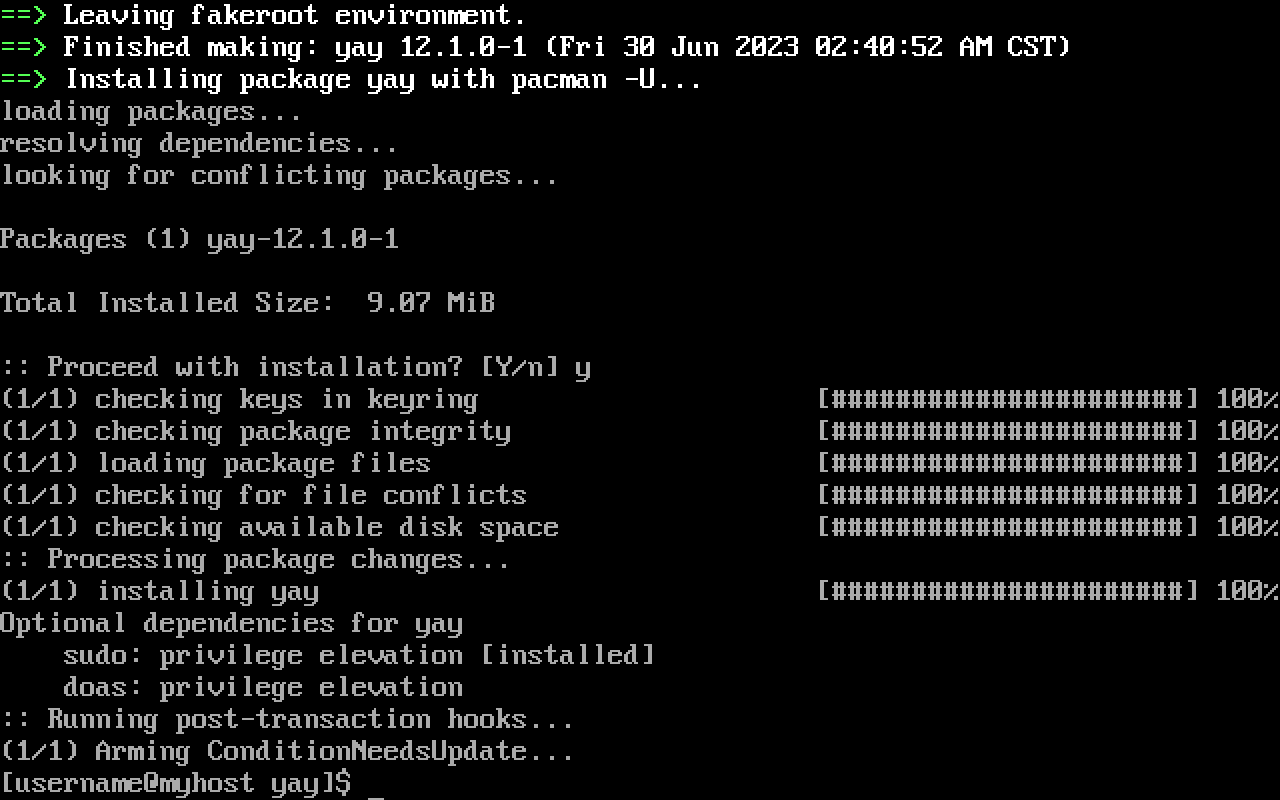 ==> Leaving fakeroot environment.
==> Finished making: yay 12.1.0-1 (Fri 30 Jun 2023 02:40:52 AM CST)
==> Installing package yay with pacman -U...
loading packages...
resolving dependencies...
looking for conflicting packages...
Packages (1) yay-12.1.0-1
Total Installed Size:  9.07 MiB
:: Proceed with installation? [Y/n] y
(1/1) checking keys in keyring [######################] 100%
(1/1) checking package integrity [######################] 100%
(1/1) loading package files [######################] 100%
(1/1) checking for file conflicts [######################] 100%
(1/1) checking available disk space [######################] 100%
:: Processing package changes...
(1/1) installing yay [######################] 100%
Optional dependencies for yay
    sudo: privilege elevation [installed]
    doas: privilege elevation
:: Running post-transaction hooks...
(1/1) Arming ConditionNeedsUpdate...
[username@myhost yay]$ _